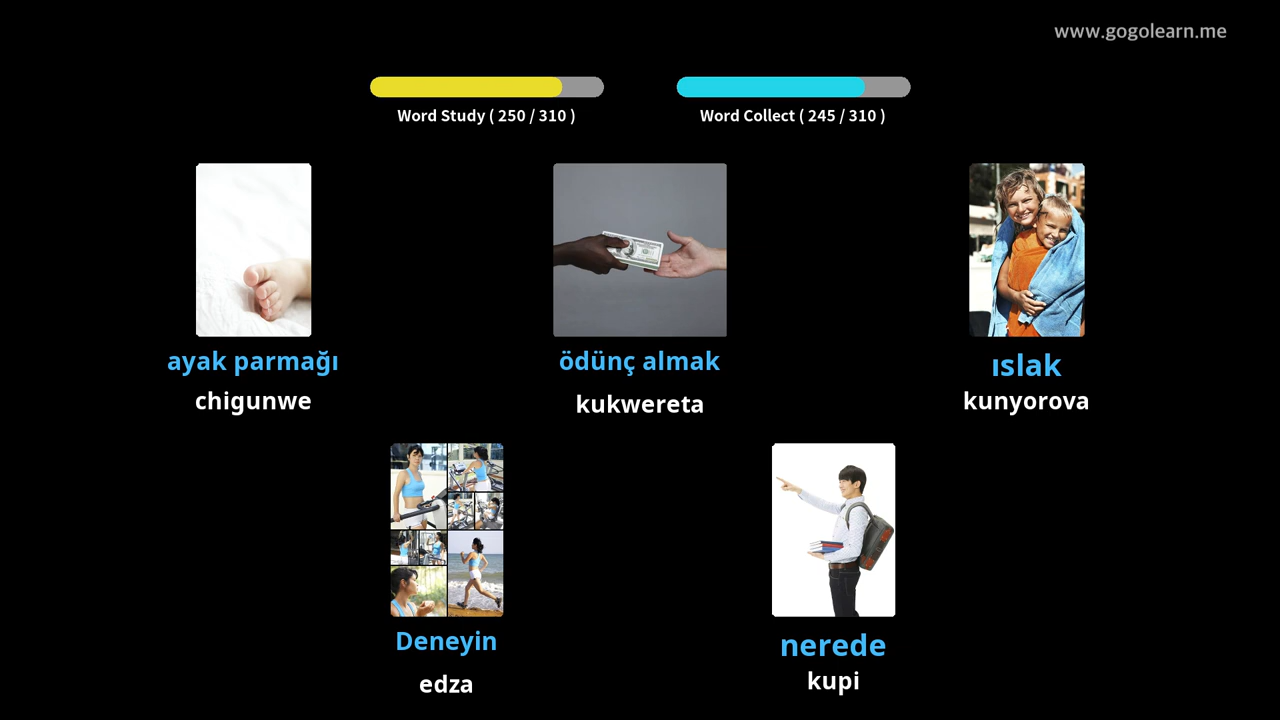 www.gogolearn.me
Word Study ( 250 / 310 )
Word Collect ( 245 / 310 )
ayak parmağı
chigunwe
ödünç almak
kukwereta
ıslak
kunyorova
Deneyin
edza
nerede
kupi